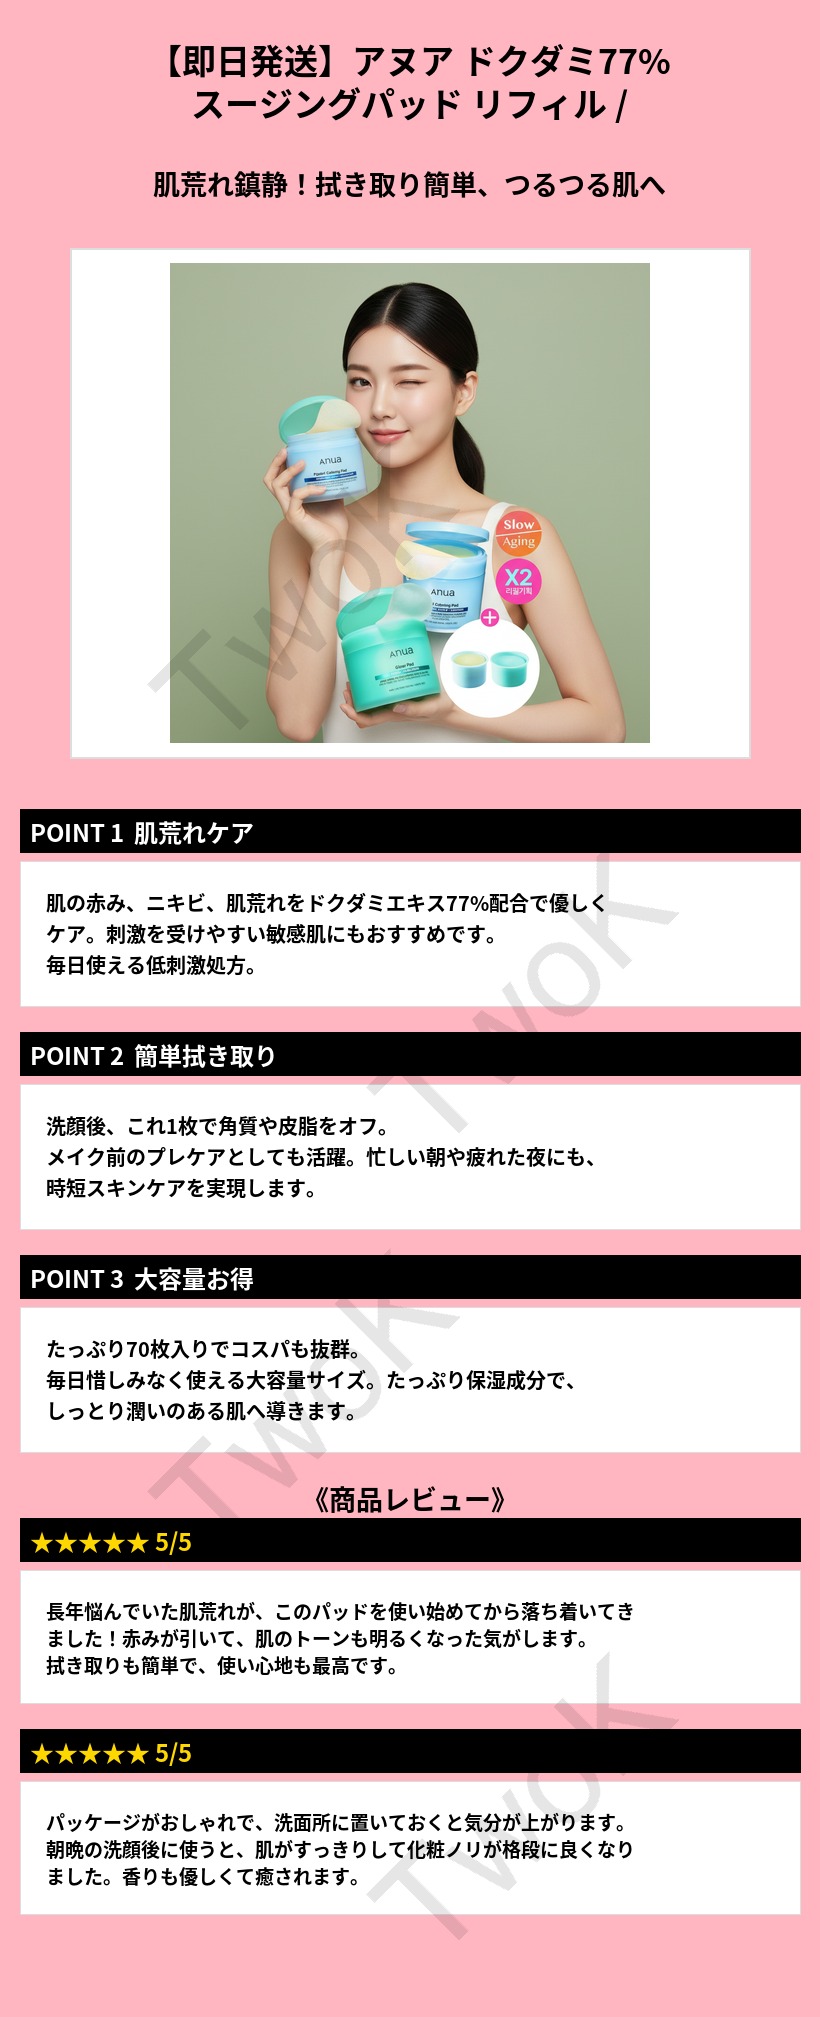 【即日発送】アヌア ドクダミ77%
スージングパッド リフィル /
肌荒れ鎮静！拭き取り簡単、つるつる肌へ
Anua
Slow
Aging
X2
리필기획
Anua
Anua
Glow Pad
TwoK
POINT 1 肌荒れケア
肌の赤み、ニキビ、肌荒れをドクダミエキス77%配合で優しく
ケア。刺激を受けやすい敏感肌にもおすすめです。
毎日使える低刺激処方。
TwoK
POINT 2 簡単拭き取り
洗顔後、これ1枚で角質や皮脂をオフ。
メイク前のプレケアとしても活躍。忙しい朝や疲れた夜にも、
時短スキンケアを実現します。
POINT 3 大容量お得
たっぷり70枚入りでコスパも抜群。
毎日惜しみなく使える大容量サイズ。たっぷり保湿成分で、
しっとり潤いのある肌へ導きます。
TwoK
《商品レビュー》
★★★★★ 5/5
長年悩んでいた肌荒れが、このパッドを使い始めてから落ち着いてき
ました！赤みが引いて、肌のトーンも明るくなった気がします。
拭き取りも簡単で、使い心地も最高です。
★★★★★ 5/5
パッケージがおしゃれで、洗面所に置いておくと気分が上がります。
朝晩の洗顔後に使うと、肌がすっきりして化粧ノリが格段に良くなり
ました。香りも優しくて癒されます。
TwoK